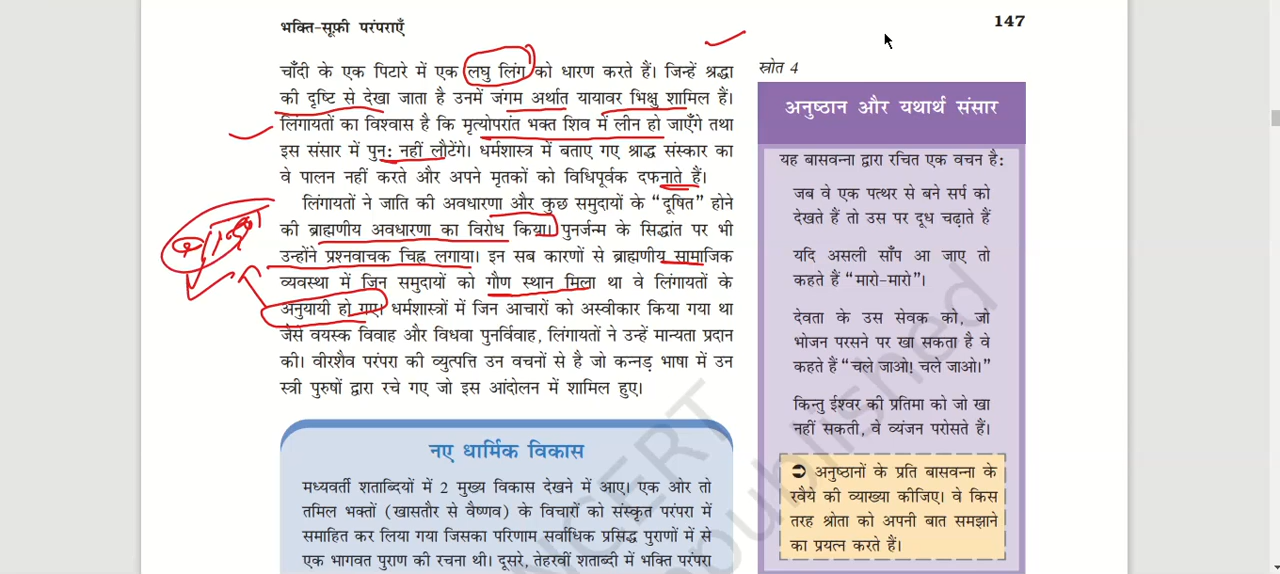 भक्ति-सूफ़ी परंपराएँ
147
चाँदी के एक पिटारे में एक लघु लिंग को धारण करते हैं। जिन्हें श्रद्धा
की दृष्टि से देखा जाता है उनमें जंगम अर्थात यायावर भिक्षु शामिल हैं।
लिंगायतों का विश्वास है कि मृत्योपरांत भक्त शिव में लीन हो जाएँगे तथा
इस संसार में पुन: नहीं लौटेंगे। धर्मशास्त्र में बताए गए श्राद्ध संस्कार का
वे पालन नहीं करते और अपने मृतकों को विधिपूर्वक दफनाते हैं।
लिंगायतों ने जाति की अवधारणा और कुछ समुदायों के “दूषित” होने
की ब्राह्मणीय अवधारणा का विरोध किया। पुनर्जन्म के सिद्धांत पर भी
उन्होंने प्रश्नवाचक चिह्न लगाया। इन सब कारणों से ब्राह्मणीय सामाजिक
व्यवस्था में जिन समुदायों को गौण स्थान मिला था वे लिंगायतों के
अनुयायी हो गए। धर्मशास्त्रों में जिन आचारों को अस्वीकार किया गया था
जैसे वयस्क विवाह और विधवा पुनर्विवाह, लिंगायतों ने उन्हें मान्यता प्रदान
की। वीरशैव परंपरा की व्युत्पत्ति उन वचनों से है जो कन्नड़ भाषा में उन
स्त्री पुरुषों द्वारा रचे गए जो इस आंदोलन में शामिल हुए।
नए धार्मिक विकास
मध्यवर्ती शताब्दियों में 2 मुख्य विकास देखने में आए। एक ओर तो
तमिल भक्तों (खासतौर से वैष्णव) के विचारों को संस्कृत परंपरा में
समाहित कर लिया गया जिसका परिणाम सर्वाधिक प्रसिद्ध पुराणों में से
एक भागवत पुराण की रचना थी। दूसरे, तेहरवीं शताब्दी में भक्ति परंपरा
स्रोत 4
अनुष्ठान और यथार्थ संसार
यह बासवन्ना द्वारा रचित एक वचन है:
जब वे एक पत्थर से बने सर्प को
देखते हैं तो उस पर दूध चढ़ाते हैं
यदि असली साँप आ जाए तो
कहते हैं “मारो-मारो”।
देवता के उस सेवक को, जो
भोजन परसने पर खा सकता है वे
कहते हैं “चले जाओ! चले जाओ।”
किन्तु ईश्वर की प्रतिमा को जो खा
नहीं सकती, वे व्यंजन परोसते हैं।
➲ अनुष्ठानों के प्रति बासवन्ना के
रवैये की व्याख्या कीजिए। वे किस
तरह श्रोता को अपनी बात समझाने
का प्रयत्न करते हैं।
NCERT
published